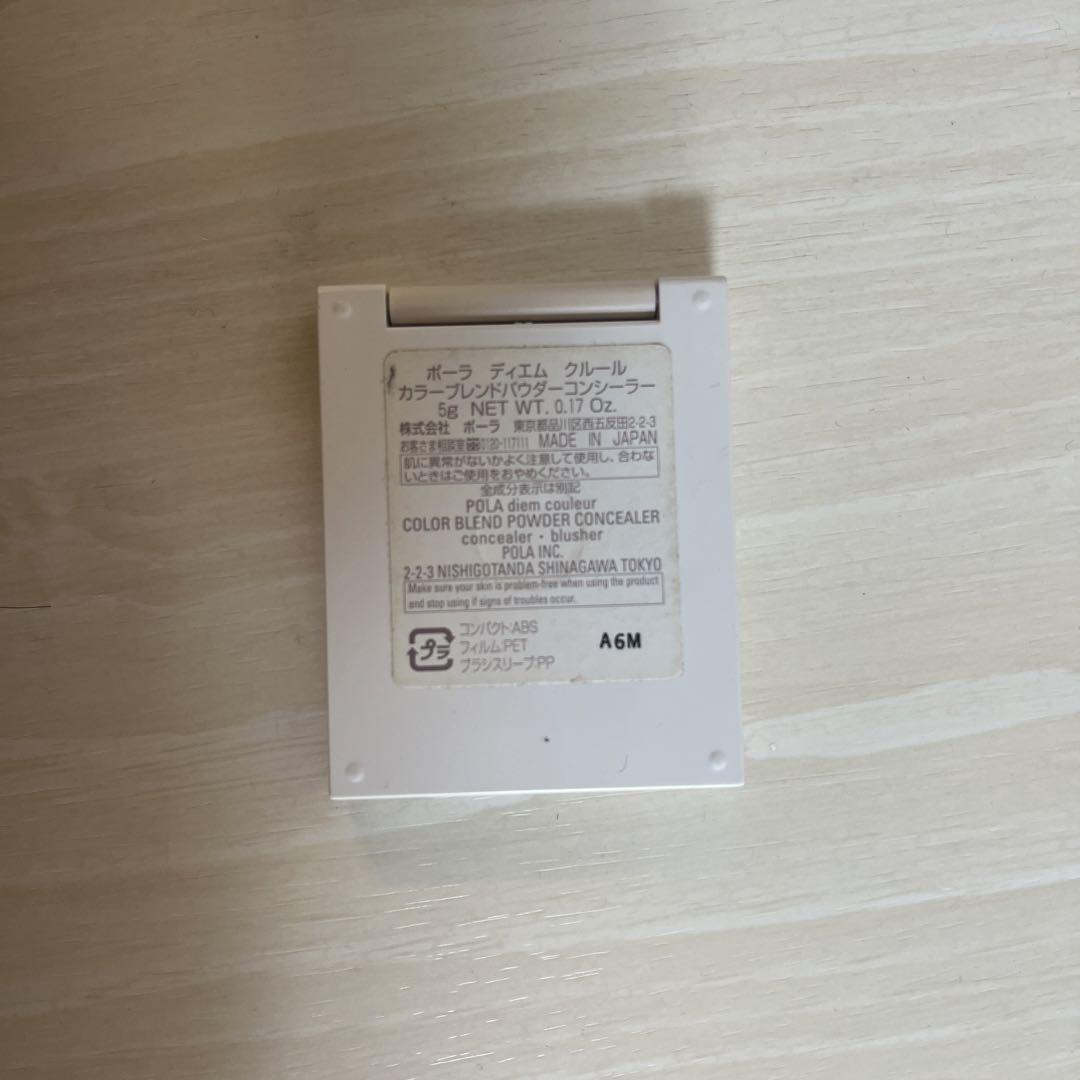 ポーラ ディエム クルール
カラーブレンドパウダーコンシーラー
5g NET WT. 0.17 Oz.
株式会社 ポーラ 東京都品川区西五反田2-2-3
お客さま相談室 0120-117111 MADE IN JAPAN
肌に異常がないかよく注意して使用し、合わな
いときはご使用をおやめください。
全成分表示は別記
POLA diem couleur
COLOR BLEND POWDER CONCEALER
concealer・blusher
POLA INC.
2-2-3 NISHIGOTANDA SHINAGAWA TOKYO
Make sure your skin is problem-free when using the product
and stop using if signs of troubles occur.
プラ
コンパクト:ABS
フィルム:PET
ブラシスリーブ:PP
A6M